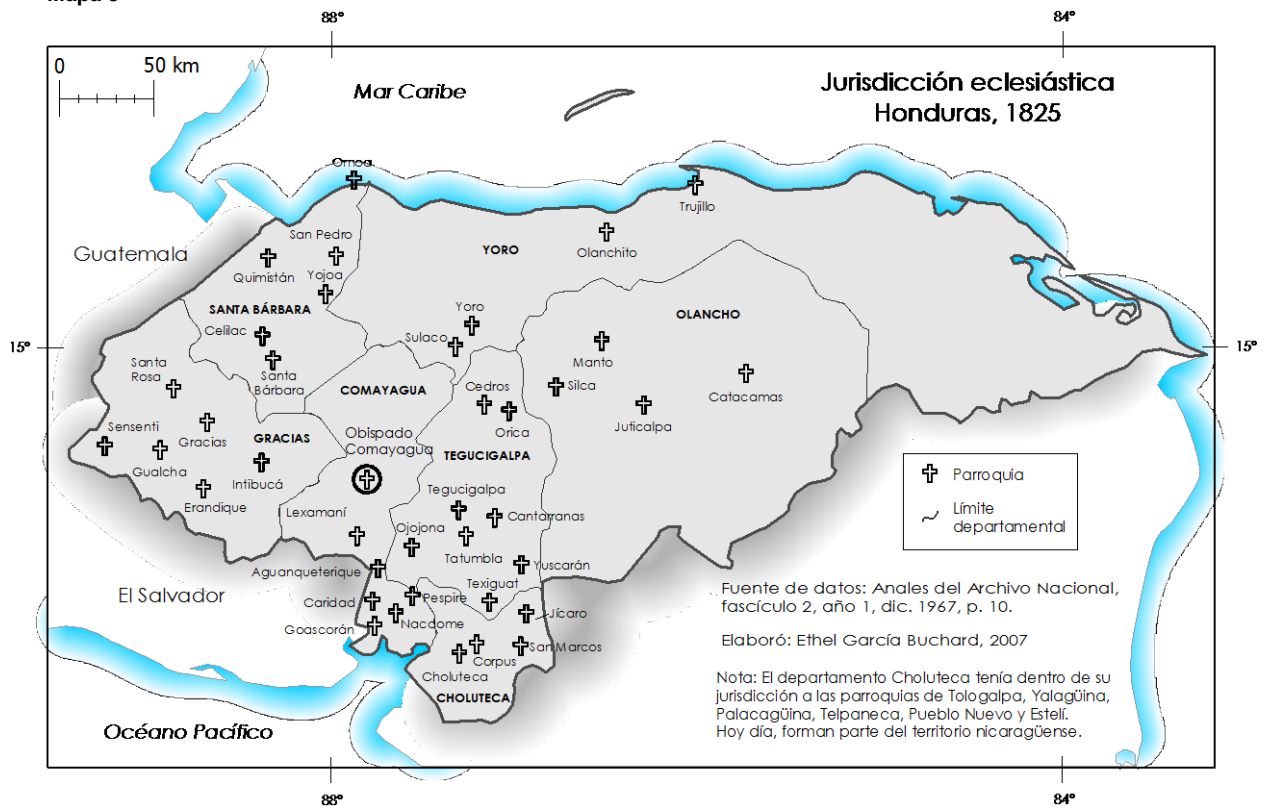 88°
84°
0 50 km
Mar Caribe
Jurisdicción eclesiástica
Honduras, 1825
Omoa
Trujillo
Guatemala
San Pedro
Quimistán
Yojoa
YORO
Olanchito
SANTA BÁRBARA
Celilac
Yoro
Sulaco
OLANCHO
15°
15°
Santa
Rosa
Santa
Bárbara
COMAYAGUA
Manto
Cedros
Silca
Catacamas
Orica
Juticalpa
Sensenti
Gracias
GRACIAS
Obispado
Comayagua
TEGUCIGALPA
Gualcha
Intibucá
Erandique
Tegucigalpa
Lexamaní
Cantarranas
Ojojona
Tatumbla
Aguanqueterique
Yuscarán
Texiguat
El Salvador
Caridad
Pespire
Jícaro
Goascorán
Nacaome
San Marcos
Corpus
Choluteca
CHOLUTECA
Océano Pacífico
Parroquia
Límite
departamental
Fuente de datos: Anales del Archivo Nacional,
fascículo 2, año 1, dic. 1967, p. 10.
Elaboró: Ethel García Buchard, 2007
Nota: El departamento Choluteca tenía dentro de su
jurisdicción a las parroquias de Tologalpa, Yalagüina,
Palacagüina, Telpaneca, Pueblo Nuevo y Estelí.
Hoy día, forman parte del territorio nicaragüense.
88°
84°